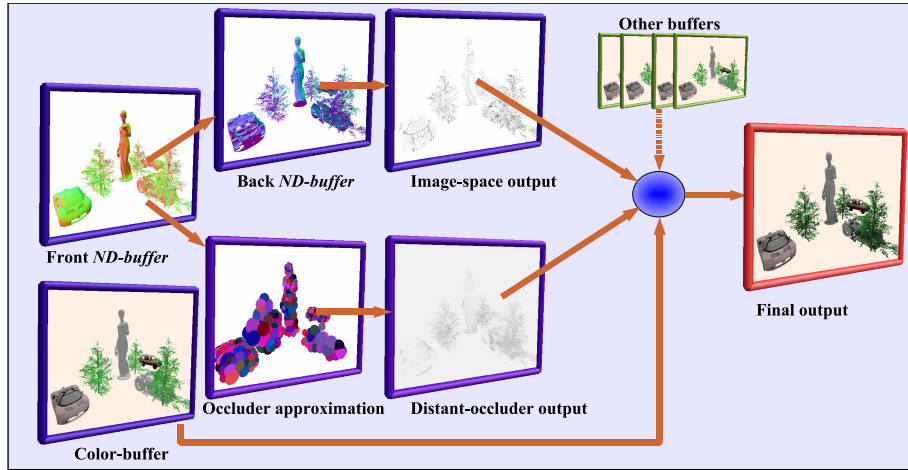 Other buffers
Back ND-buffer
Image-space output
Front ND-buffer
Final output
Occluder approximation
Distant-occluder output
Color-buffer